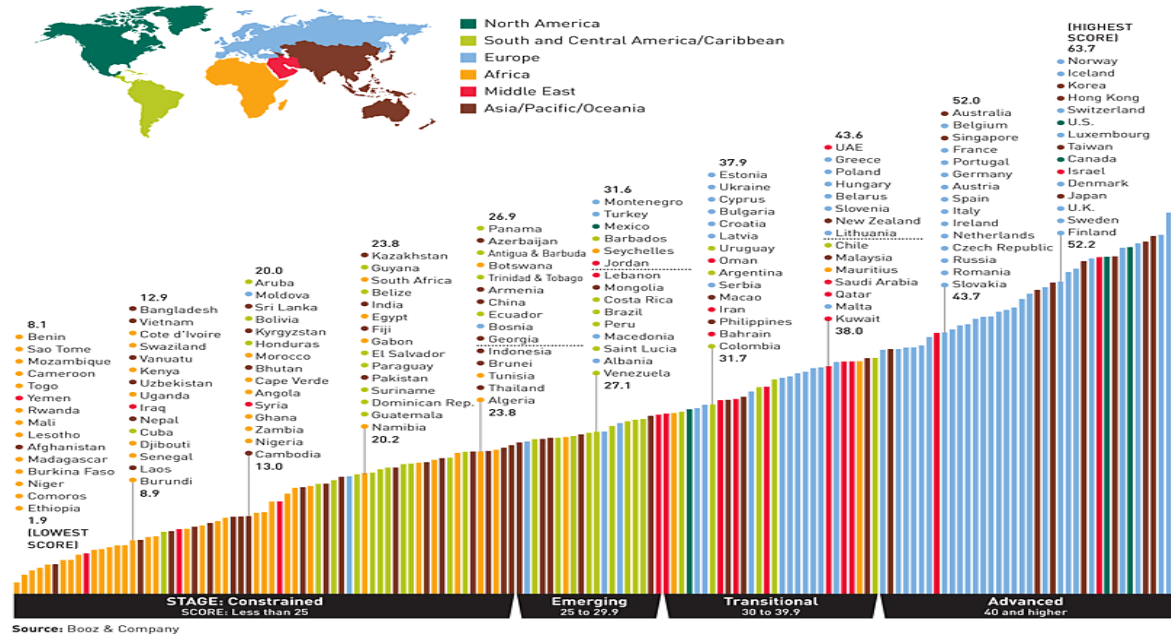 North America
South and Central America/Caribbean
Europe
Africa
Middle East
Asia/Pacific/Oceania
8.1
Benin
Sao Tome
Mozambique
Cameroon
Togo
Yemen
Rwanda
Mali
Lesotho
Afghanistan
Madagascar
Burkina Faso
Niger
Comoros
Ethiopia
1.9
(LOWEST
SCORE)
12.9
Bangladesh
Vietnam
Cote d'Ivoire
Swaziland
Vanuatu
Kenya
Uzbekistan
Uganda
Iraq
Nepal
Cuba
Djibouti
Senegal
Laos
Burundi
8.9
20.0
Aruba
Moldova
Sri Lanka
Bolivia
Kyrgyzstan
Honduras
Morocco
Bhutan
Cape Verde
Angola
Syria
Ghana
Zambia
Nigeria
Cambodia
13.0
23.8
Kazakhstan
Guyana
South Africa
Belize
India
Egypt
Fiji
Gabon
El Salvador
Paraguay
Pakistan
Suriname
Dominican Rep.
Guatemala
Namibia
20.2
26.9
Panama
Azerbaijan
Antigua & Barbuda
Botswana
Trinidad & Tobago
Armenia
China
Ecuador
Bosnia
Georgia
Indonesia
Brunei
Tunisia
Thailand
Algeria
23.8
31.6
Montenegro
Turkey
Mexico
Barbados
Seychelles
Jordan
Lebanon
Mongolia
Costa Rica
Brazil
Peru
Macedonia
Saint Lucia
Albania
Venezuela
27.1
37.9
Estonia
Ukraine
Cyprus
Bulgaria
Croatia
Latvia
Uruguay
Oman
Argentina
Serbia
Macao
Iran
Philippines
Bahrain
Colombia
31.7
43.6
UAE
Greece
Poland
Hungary
Belarus
Slovenia
New Zealand
Lithuania
Chile
Malaysia
Mauritius
Saudi Arabia
Qatar
Malta
Kuwait
38.0
52.0
Australia
Belgium
Singapore
France
Portugal
Germany
Austria
Spain
Italy
Ireland
Netherlands
Czech Republic
Russia
Romania
Slovakia
43.7
(HIGHEST
SCORE)
63.7
Norway
Iceland
Korea
Hong Kong
Switzerland
U.S.
Luxembourg
Taiwan
Canada
Israel
Denmark
Japan
U.K.
Sweden
Finland
52.2
STAGE: Constrained
SCORE: Less than 25
Emerging
25 to 29.9
Transitional
30 to 39.9
Advanced
40 and higher
Source: Booz & Company